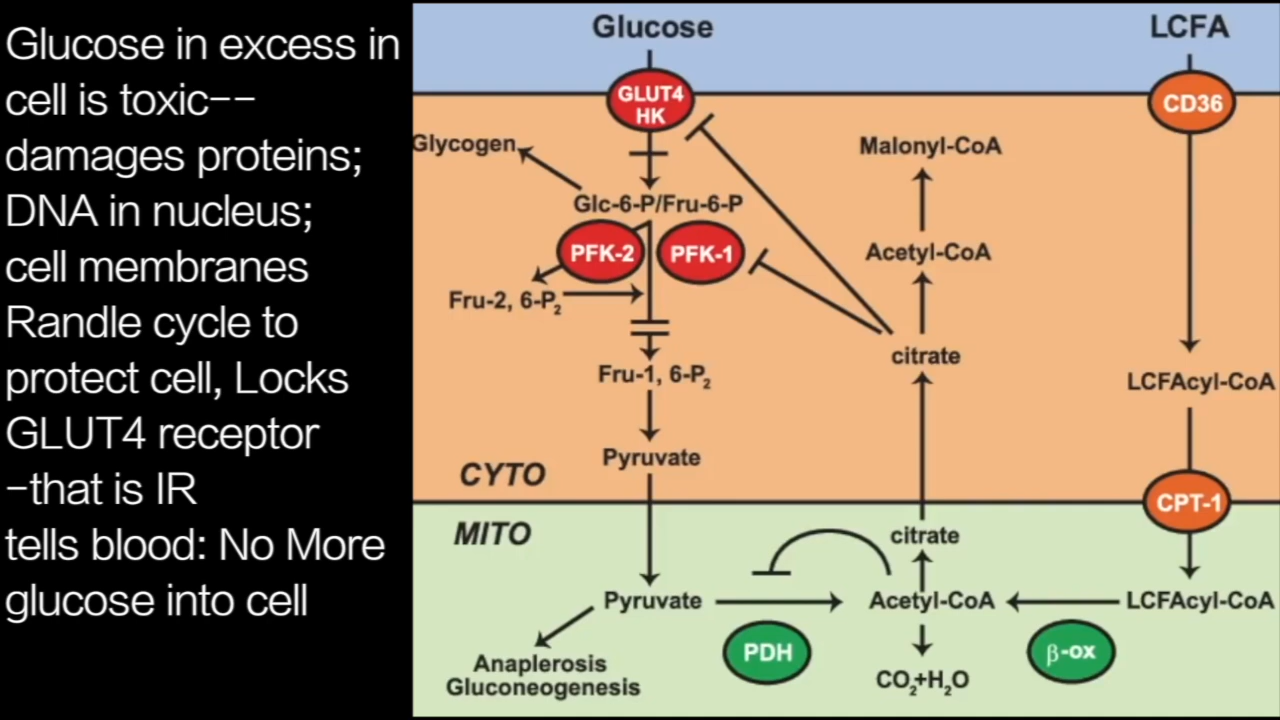 Glucose in excess in
cell is toxic--
damages proteins;
DNA in nucleus;
cell membranes
Randle cycle to
protect cell, Locks
GLUT4 receptor
-that is IR
tells blood: No More
glucose into cell
Glucose
LCFA
GLUT4
HK
CD36
Glycogen
Malonyl-CoA
Glc-6-P/Fru-6-P
PFK-2
PFK-1
Acetyl-CoA
Fru-2, 6-P₂
citrate
Fru-1, 6-P₂
LCFAcyl-CoA
Pyruvate
CYTO
CPT-1
MITO
citrate
Pyruvate
Acetyl-CoA
LCFAcyl-CoA
PDH
β-ox
Anaplerosis
Gluconeogenesis
CO₂+H₂O